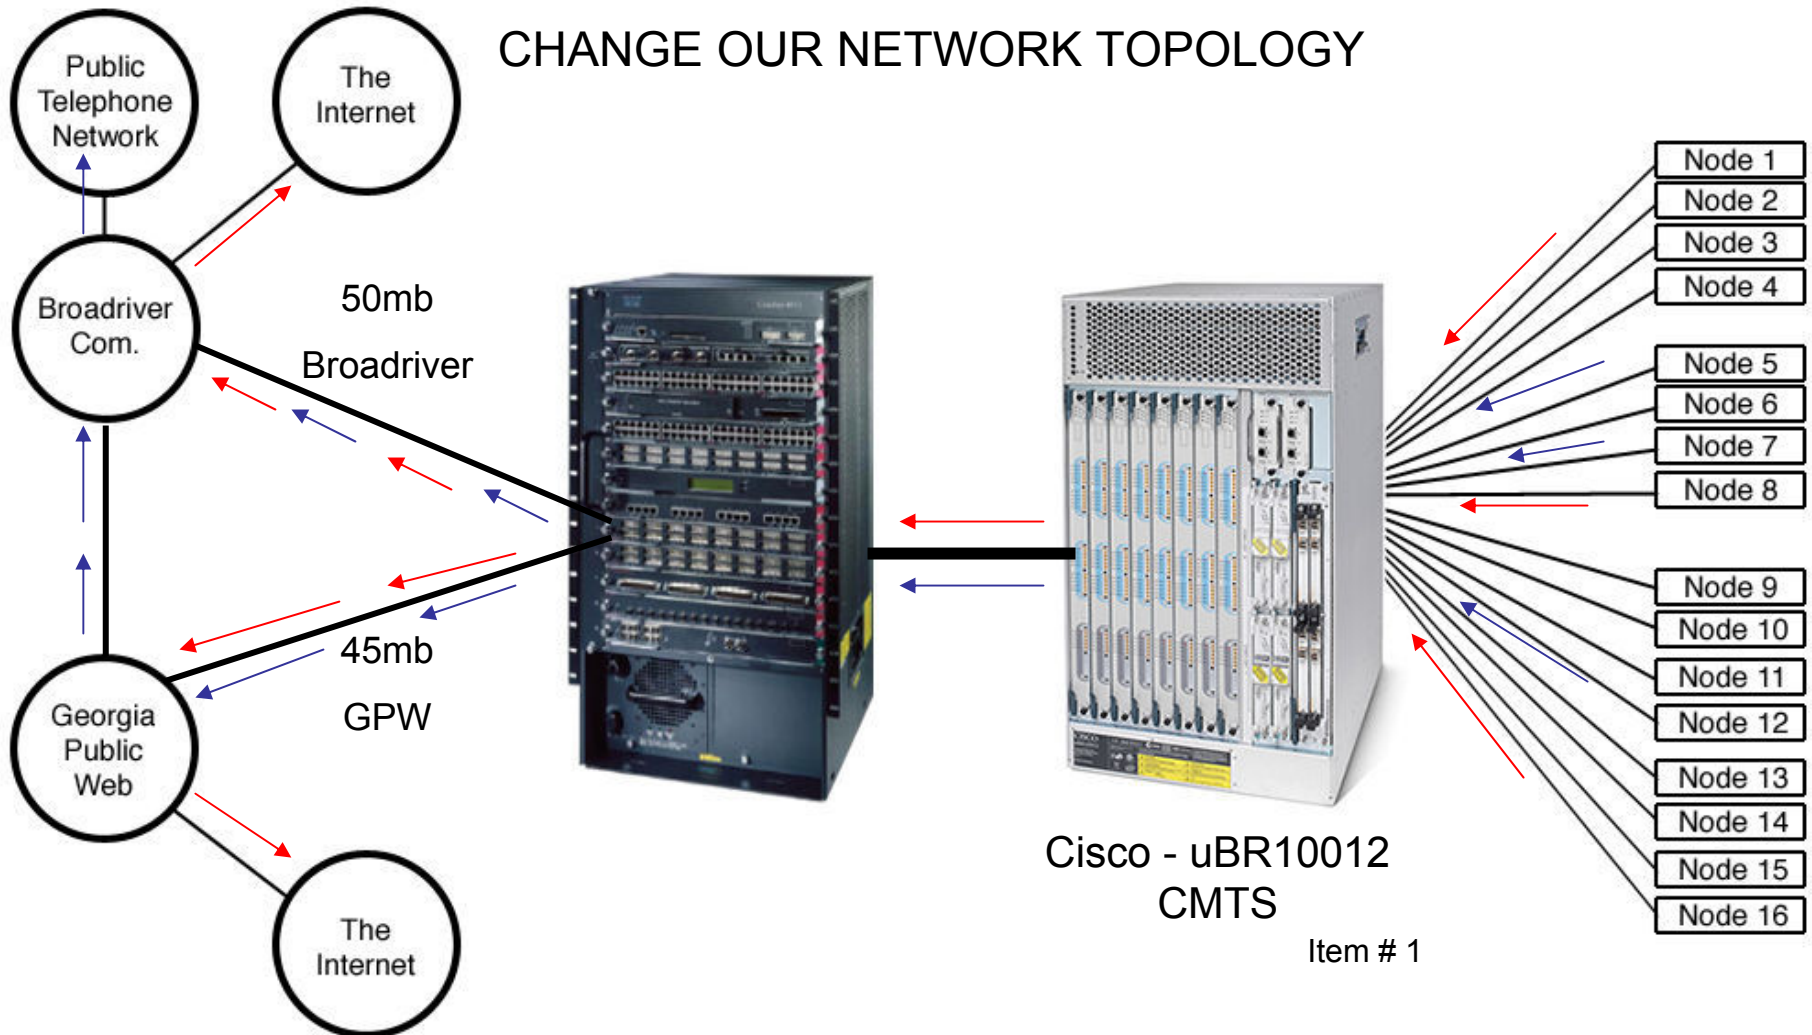 CHANGE OUR NETWORK TOPOLOGY
Public
Telephone
Network
The
Internet
Broadriver
Com.
50mb
Broadriver
45mb
GPW
Georgia
Public
Web
The
Internet
Cisco - uBR10012
CMTS
Item # 1
Node 1
Node 2
Node 3
Node 4
Node 5
Node 6
Node 7
Node 8
Node 9
Node 10
Node 11
Node 12
Node 13
Node 14
Node 15
Node 16